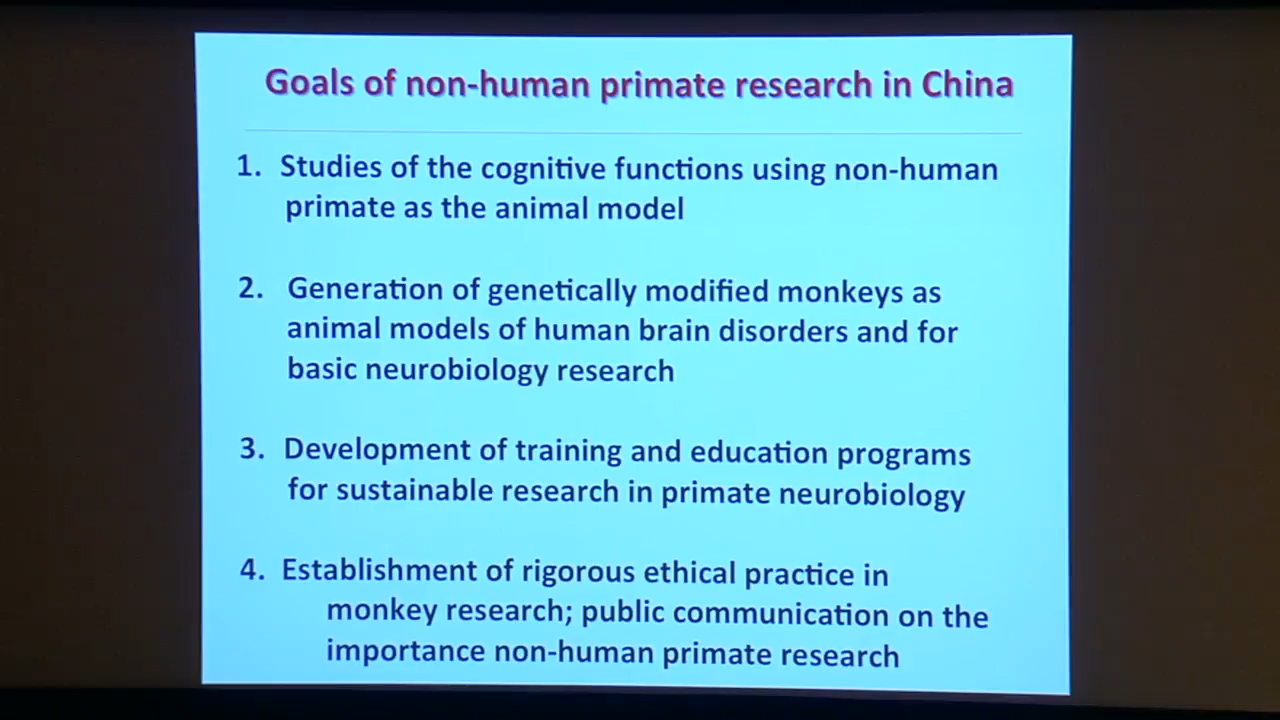 Goals of non-human primate research in China
1. Studies of the cognitive functions using non-human
primate as the animal model
2. Generation of genetically modified monkeys as
animal models of human brain disorders and for
basic neurobiology research
3. Development of training and education programs
for sustainable research in primate neurobiology
4. Establishment of rigorous ethical practice in
monkey research; public communication on the
importance non-human primate research